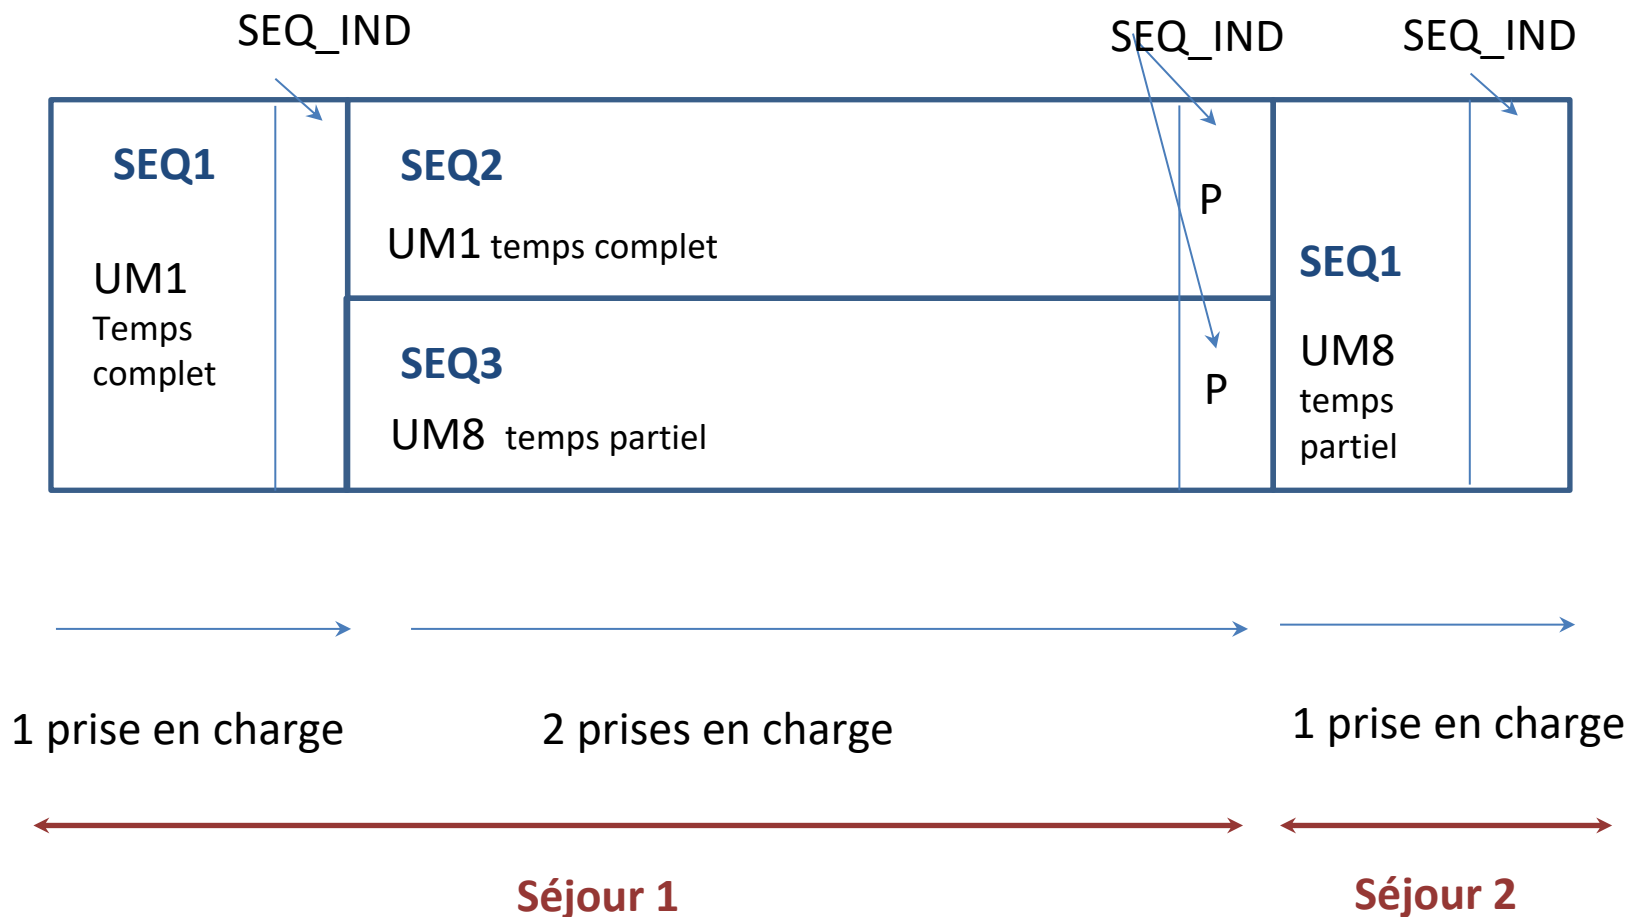 SEQ_IND
SEQ_IND
SEQ_IND
SEQ1
UM1
Temps
complet
SEQ2
UM1 temps complet
P
SEQ3
UM8 temps partiel
P
SEQ1
UM8
temps
partiel
1 prise en charge
2 prises en charge
1 prise en charge
Séjour 1
Séjour 2